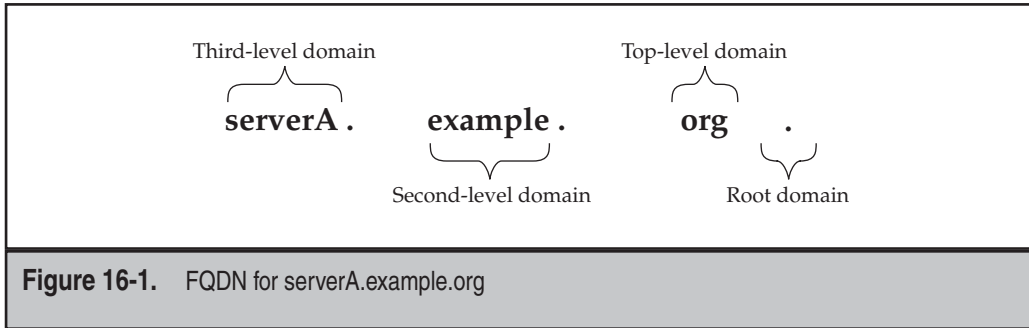 Third-level domain Top-level domain
serverA . example . org .
Second-level domain Root domain
Figure 16-1. FQDN for serverA.example.org